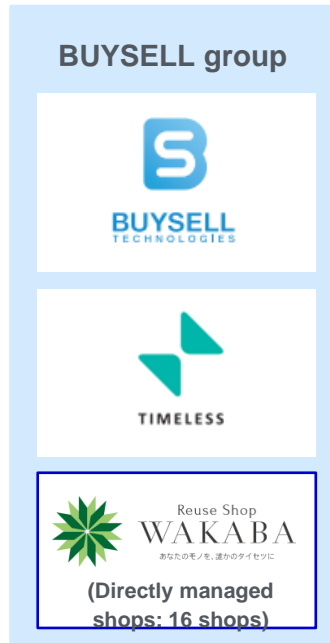 BUYSELL group
BUYSELL
TECHNOLOGIES
TIMELESS
Reuse Shop
WAKABA
あなたのモノを、誰かのタイセツに
(Directly managed
shops: 16 shops)